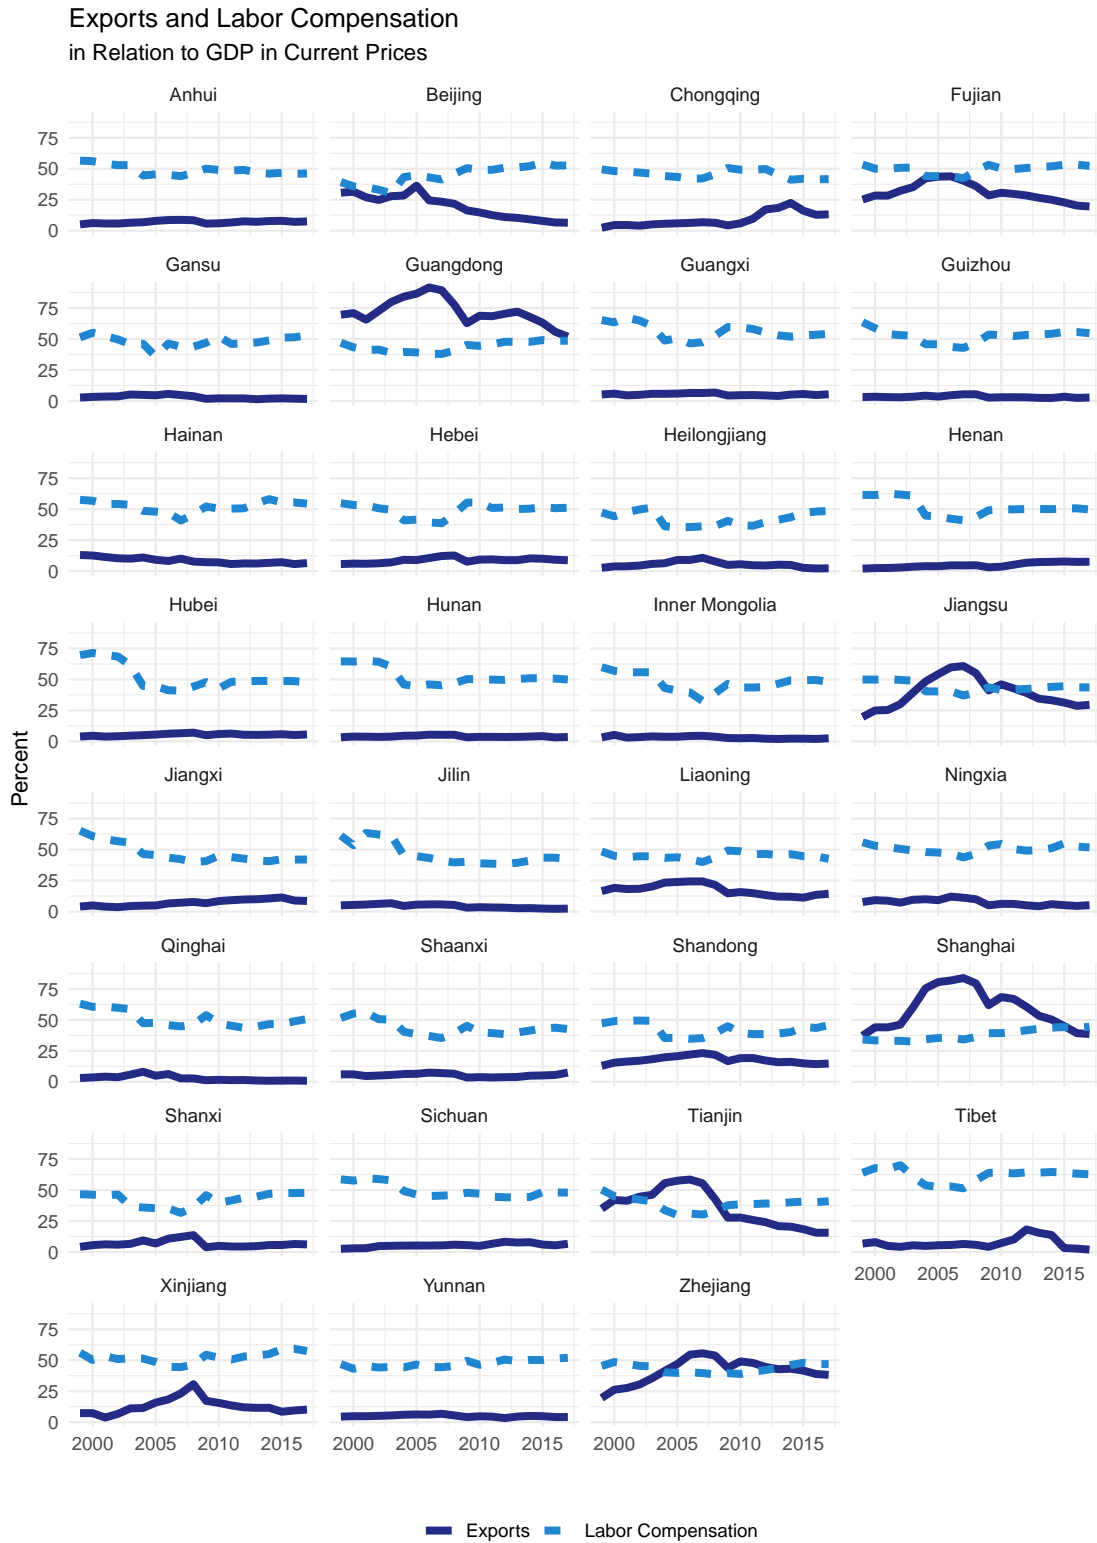 Exports and Labor Compensation
in Relation to GDP in Current Prices
Anhui Beijing Chongqing Fujian
75
50
25
0
Gansu Guangdong Guangxi Guizhou
75
50
25
0
Hainan Hebei Heilongjiang Henan
75
50
25
0
Hubei Hunan Inner Mongolia Jiangsu
75
50
25
0
Percent
Jiangxi Jilin Liaoning Ningxia
75
50
25
0
Qinghai Shaanxi Shandong Shanghai
75
50
25
0
Shanxi Sichuan Tianjin Tibet
75
50
25
0
2000 2005 2010 2015
Xinjiang Yunnan Zhejiang
75
50
25
0
2000 2005 2010 2015 2000 2005 2010 2015 2000 2005 2010 2015
Exports Labor Compensation